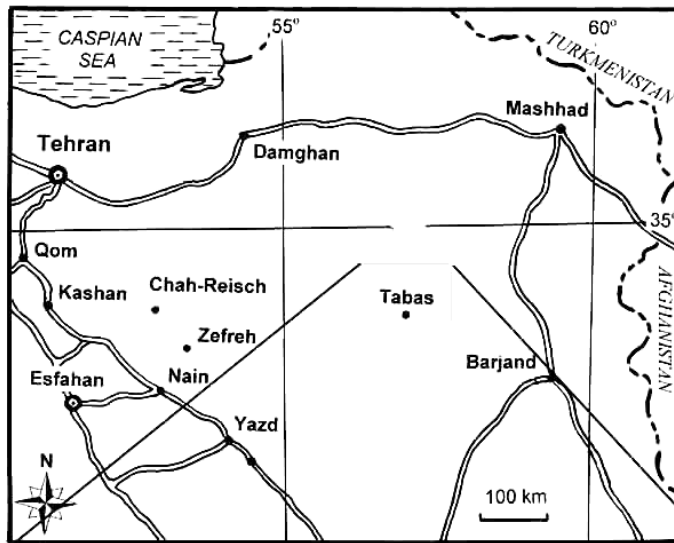 55°
60°
CASPIAN
SEA
TURKMENISTAN
Mashhad
Tehran
Damghan
35°
Qom
Chah-Reisch
Kashan
Tabas
AFGHANISTAN
Zefreh
Barjand
Esfahan
Nain
Yazd
N
100 km